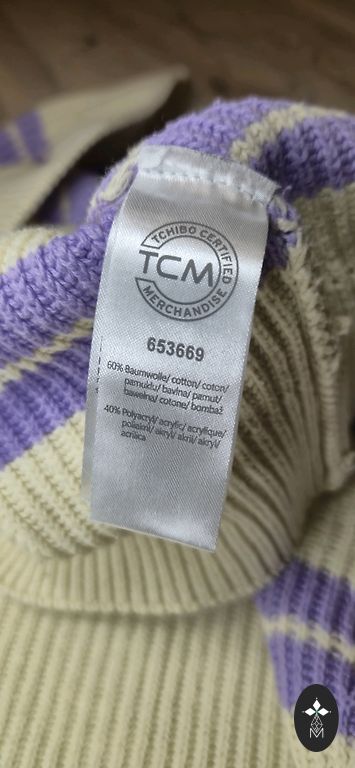 TCHIBO CERTIFIED
TCM
MERCHANDISE
653669
60% Baumwolle/ cotton/ coton/
pamuklu/ bavlna/ pamut/
bawełna/ cotone/ bombaž
40% Polyacryl/ acrylic/ acrylique/
poliakril/ akryl/ akril/ akryl/
acrilica
M